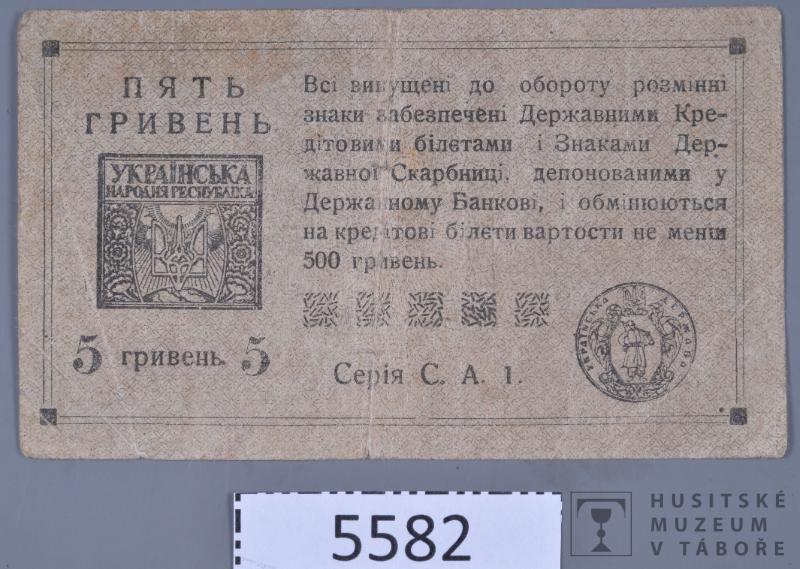 ПЯТЬ
ГРИВЕНЬ
УКРАЇНСЬКА
НАРОДНЯ РЕСПУБЛІКА
5 гривень 5
Всі випущені до обороту розмінні
знаки забезпечені Державними Кре-
дітовими білетами і Знаками Дер-
жавної Скарбниці, депонованими у
Державному Банкові, і обмінюються
на кредітові білети вартости не менш
500 гривень.
Серія С. А. 1.
УКРАЇНСЬКА ДЕРЖАВА
5582
HUSITSKÉ
MUZEUM
V TÁBOŘE